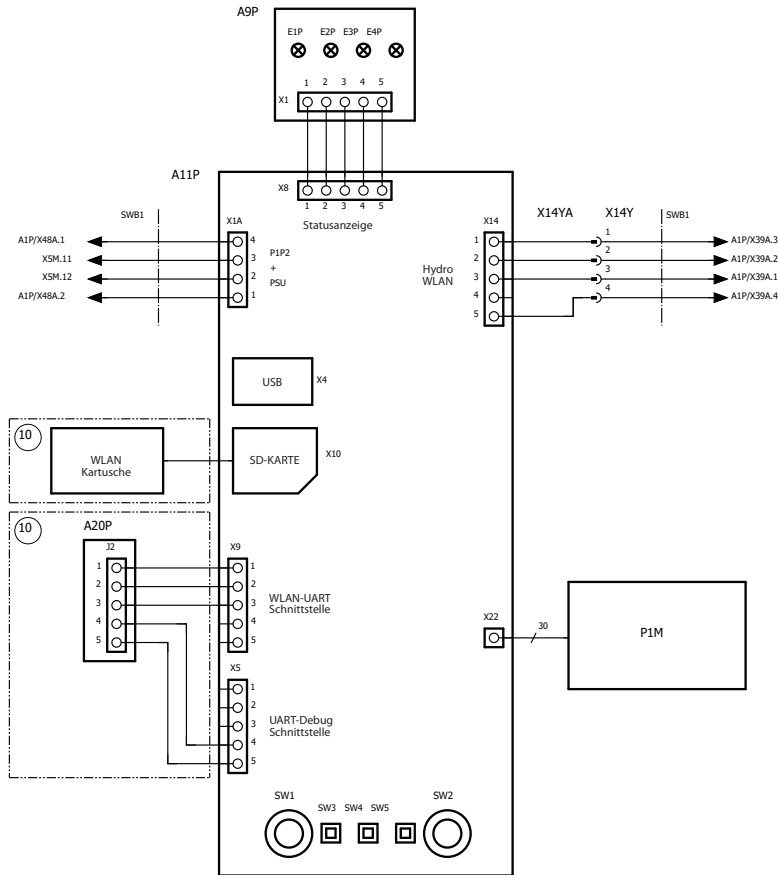 A9P
E1P E2P E3P E4P
1 2 3 4 5
X1
A11P
X8
1 2 3 4 5
Statusanzeige
SWB1
X1A
A1P/X48A.1
4
X5M.11
3
X5M.12
2
A1P/X48A.2
1
P1P2
+
PSU
X14
X14YA
X14Y
SWB1
1
2
3
4
5
Hydro
WLAN
1
2
3
4
A1P/X39A.3
A1P/X39A.2
A1P/X39A.1
A1P/X39A.4
USB
X4
10
WLAN
Kartusche
SD-KARTE
X10
10
A20P
J2
1
2
3
4
5
X9
1
2
3
4
5
WLAN-UART
Schnittstelle
X22
30
P1M
X5
1
2
3
4
5
UART-Debug
Schnittstelle
SW1
SW3 SW4 SW5
SW2